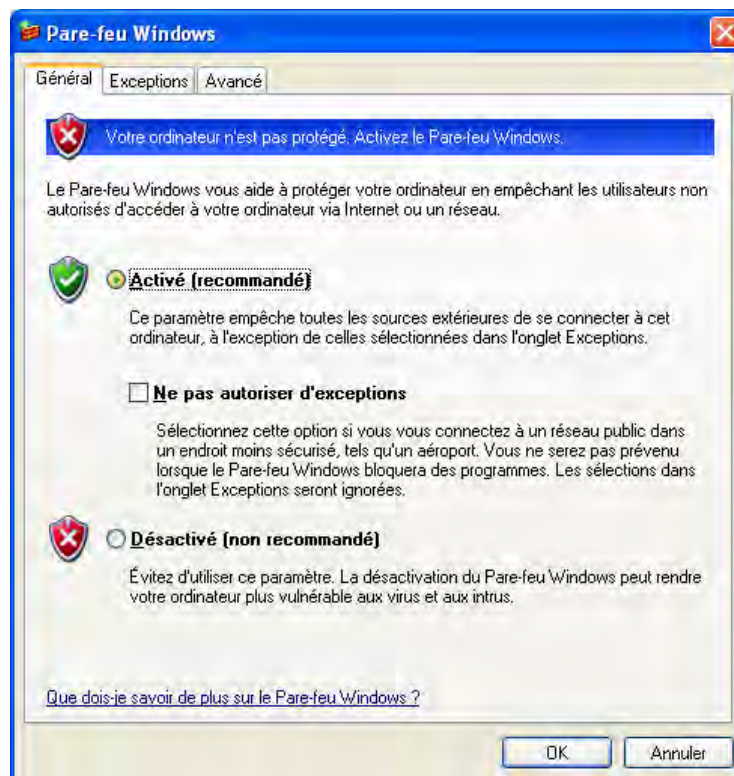 Pare-feu Windows
Général Exceptions Avancé
Votre ordinateur n'est pas protégé. Activez le Pare-feu Windows.
Le Pare-feu Windows vous aide à protéger votre ordinateur en empêchant les utilisateurs non
autorisés d'accéder à votre ordinateur via Internet ou un réseau.
Activé (recommandé)
Ce paramètre empêche toutes les sources extérieures de se connecter à cet
ordinateur, à l'exception de celles sélectionnées dans l'onglet Exceptions.
Ne pas autoriser d'exceptions
Sélectionnez cette option si vous vous connectez à un réseau public dans
un endroit moins sécurisé, tels qu'un aéroport. Vous ne serez pas prévenu
lorsque le Pare-feu Windows bloquera des programmes. Les sélections dans
l'onglet Exceptions seront ignorées.
Désactivé (non recommandé)
Évitez d'utiliser ce paramètre. La désactivation du Pare-feu Windows peut rendre
votre ordinateur plus vulnérable aux virus et aux intrus.
Que dois-je savoir de plus sur le Pare-feu Windows ?
OK Annuler